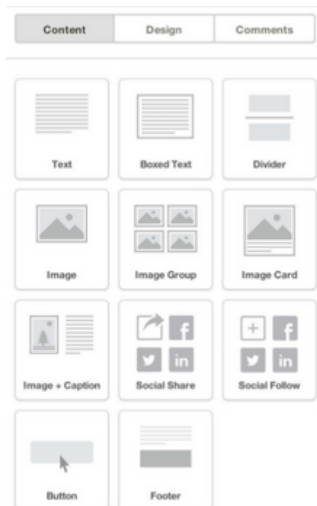 Content Design Comments
Text Boxed Text Divider
Image Image Group Image Card
Image + Caption Social Share Social Follow
Button Footer